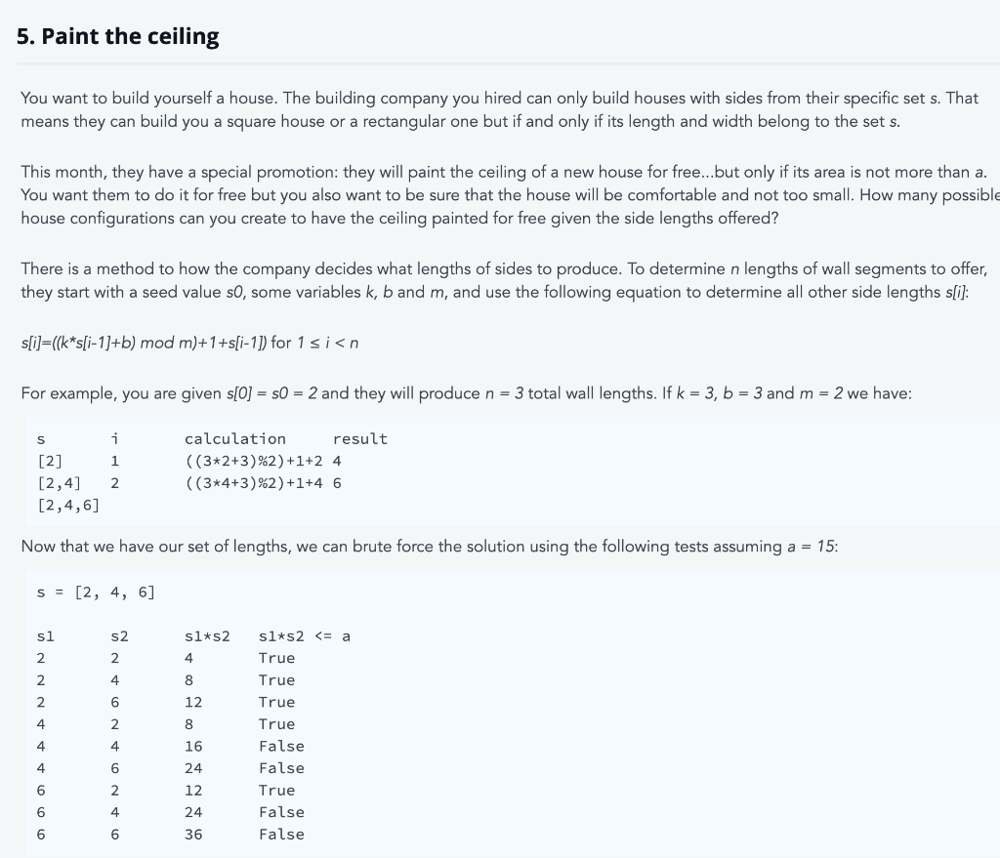 5. Paint the ceiling
You want to build yourself a house. The building company you hired can only build houses with sides from their specific set s. That
means they can build you a square house or a rectangular one but if and only if its length and width belong to the set s.
This month, they have a special promotion: they will paint the ceiling of a new house for free...but only if its area is not more than a.
You want them to do it for free but you also want to be sure that the house will be comfortable and not too small. How many possible
house configurations can you create to have the ceiling painted for free given the side lengths offered?
There is a method to how the company decides what lengths of sides to produce. To determine n lengths of wall segments to offer,
they start with a seed value s0, some variables k, b and m, and use the following equation to determine all other side lengths s[i]:
s[i]=((k*s[i-1]+b) mod m)+1+s[i-1]) for 1 ≤ i < n
For example, you are given s[0] = s0 = 2 and they will produce n = 3 total wall lengths. If k = 3, b = 3 and m = 2 we have:
s i calculation result
[2] 1 ((3*2+3)%2)+1+2 4
[2,4] 2 ((3*4+3)%2)+1+4 6
[2,4,6]
Now that we have our set of lengths, we can brute force the solution using the following tests assuming a = 15:
s = [2, 4, 6]
s1 s2 s1*s2 s1*s2 <= a
2 2 4 True
2 4 8 True
2 6 12 True
4 2 8 True
4 4 16 False
4 6 24 False
6 2 12 True
6 4 24 False
6 6 36 False